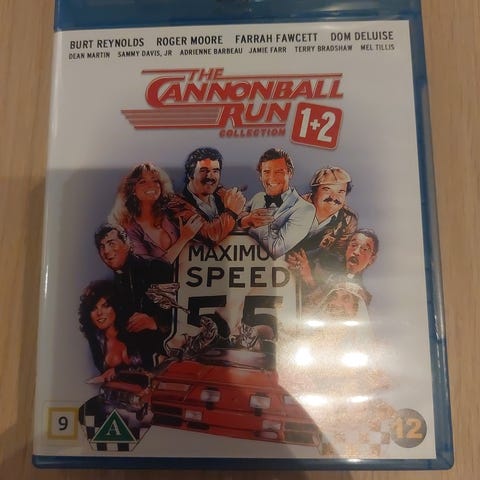 BURT REYNOLDS ROGER MOORE FARRAH FAWCETT DOM DELUISE
DEAN MARTIN SAMMY DAVIS, JR ADRIENNE BARBEAU JAMIE FARR TERRY BRADSHAW MEL TILLIS
THE
CANNONBALL
RUN
COLLECTION
1+2
MAXIMU
SPEED
55
9
A
12